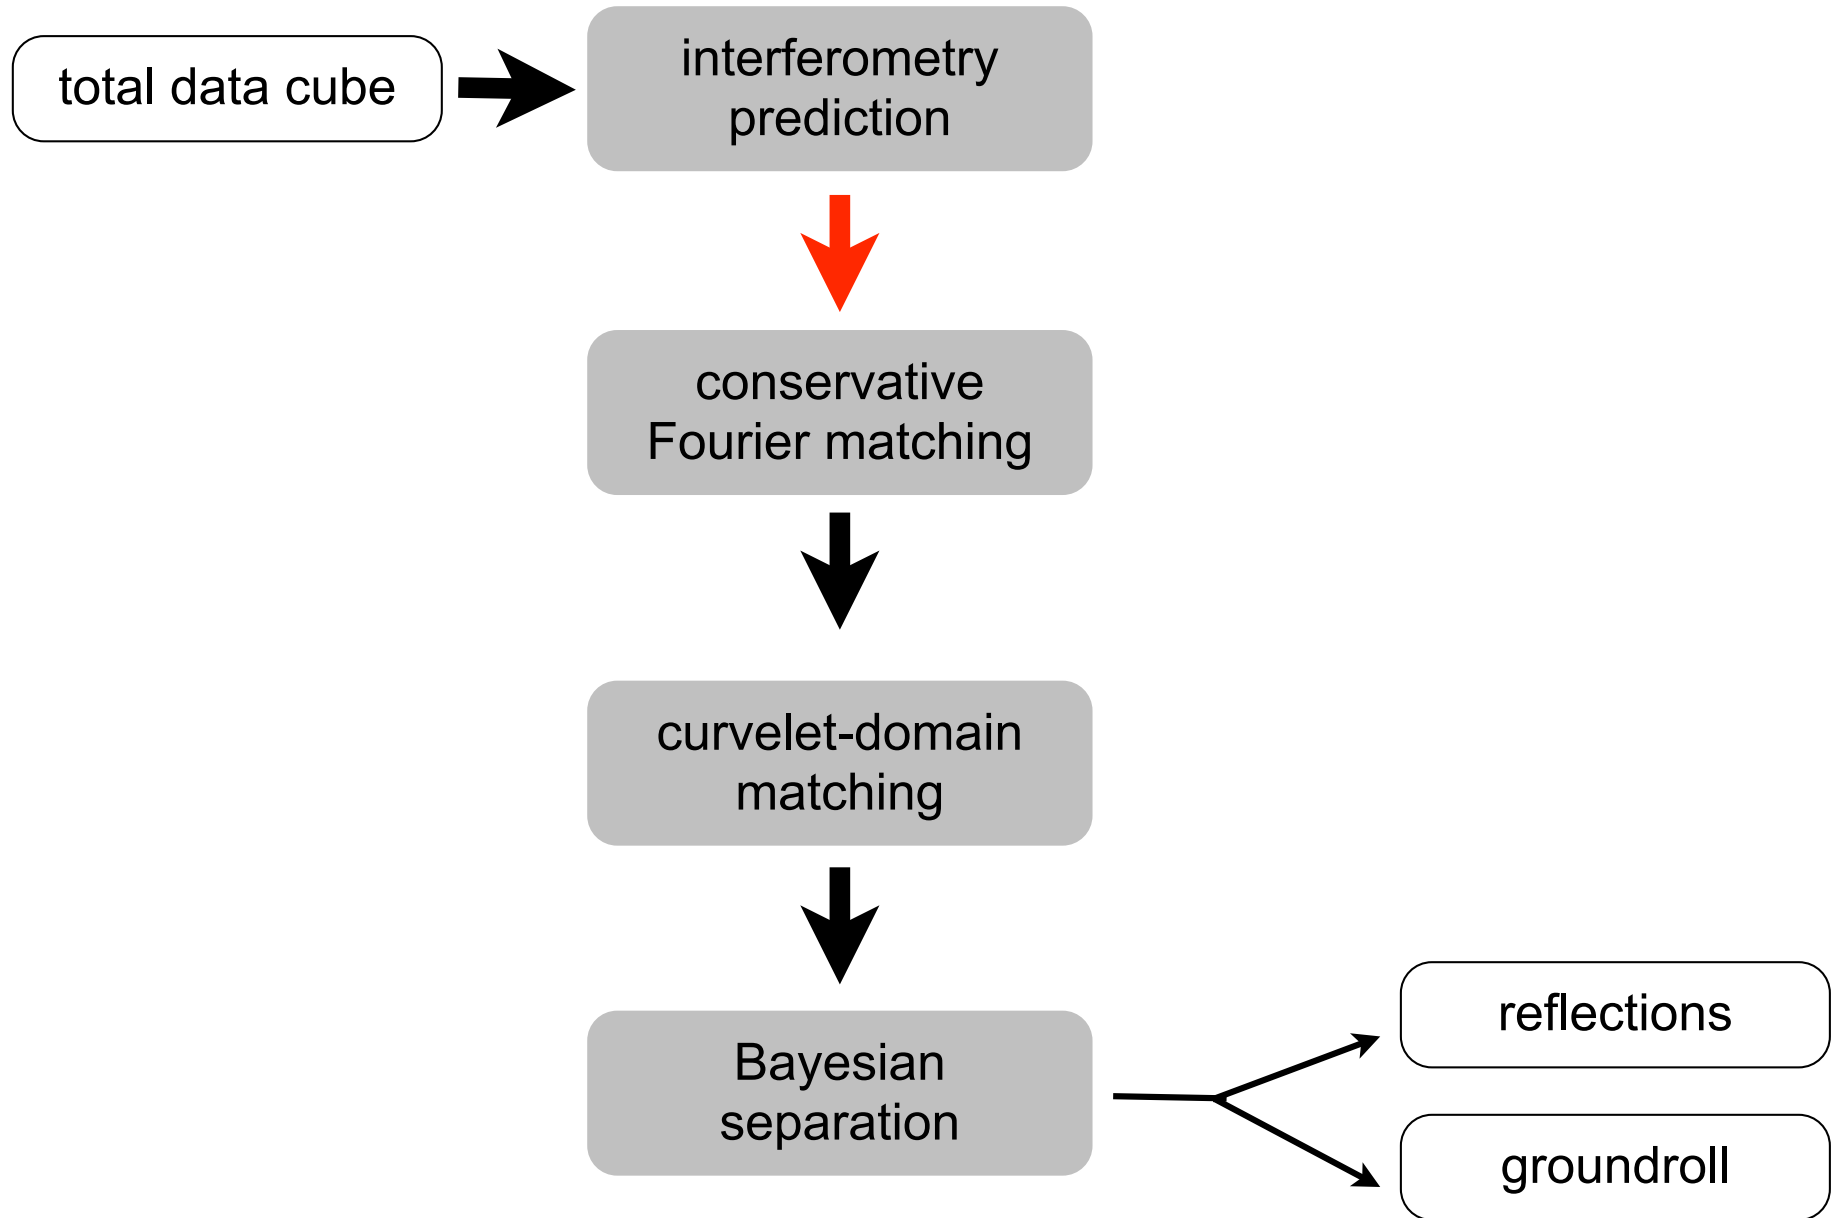 total data cube
interferometry
prediction
conservative
Fourier matching
curvelet-domain
matching
Bayesian
separation
reflections
groundroll